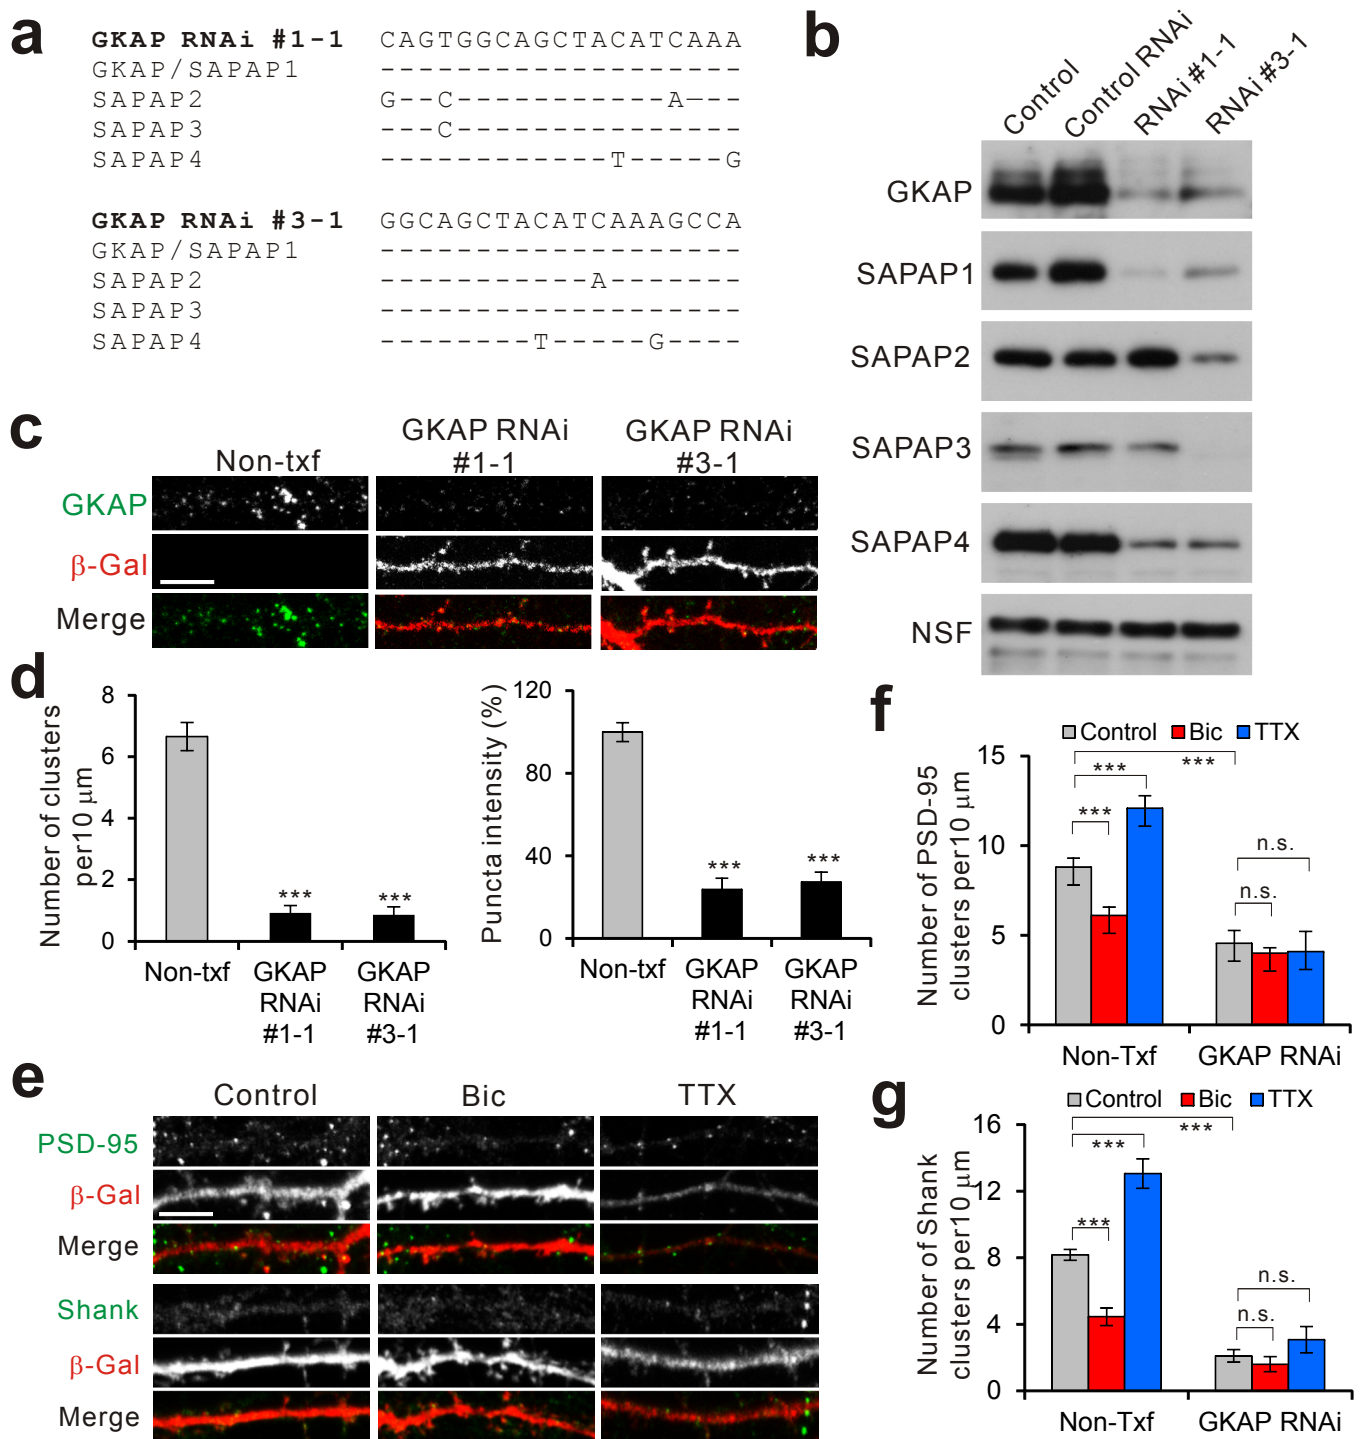 a
GKAP RNAi #1-1 CAGTGGCAGCTACATCAAA
GKAP/SAPAP1 -------------------
SAPAP2 G--C-----------A---
SAPAP3 ---C---------------
SAPAP4 ------------T-----G
GKAP RNAi #3-1 GGCAGCTACATCAAAGCCA
GKAP/SAPAP1 -------------------
SAPAP2 -----------A-------
SAPAP3 -------------------
SAPAP4 --------T-----G----
b
Control
Control RNAi
RNAi #1-1
RNAi #3-1
GKAP
SAPAP1
SAPAP2
SAPAP3
SAPAP4
NSF
c
Non-txf
GKAP RNAi
#1-1
GKAP RNAi
#3-1
GKAP
β-Gal
Merge
d
Number of clusters
per10 μm
8
6
4
2
0
***
***
Non-txf
GKAP
RNAi
#1-1
GKAP
RNAi
#3-1
Puncta intensity (%)
120
80
40
0
***
***
Non-txf
GKAP
RNAi
#1-1
GKAP
RNAi
#3-1
e
Control Bic TTX
PSD-95
β-Gal
Merge
Shank
β-Gal
Merge
f
Control Bic TTX
Number of PSD-95
clusters per10 μm
15
10
5
0
***
***
***
n.s.
n.s.
Non-Txf GKAP RNAi
g
Control Bic TTX
Number of Shank
clusters per10 μm
16
12
8
4
0
***
***
***
n.s.
n.s.
Non-Txf GKAP RNAi